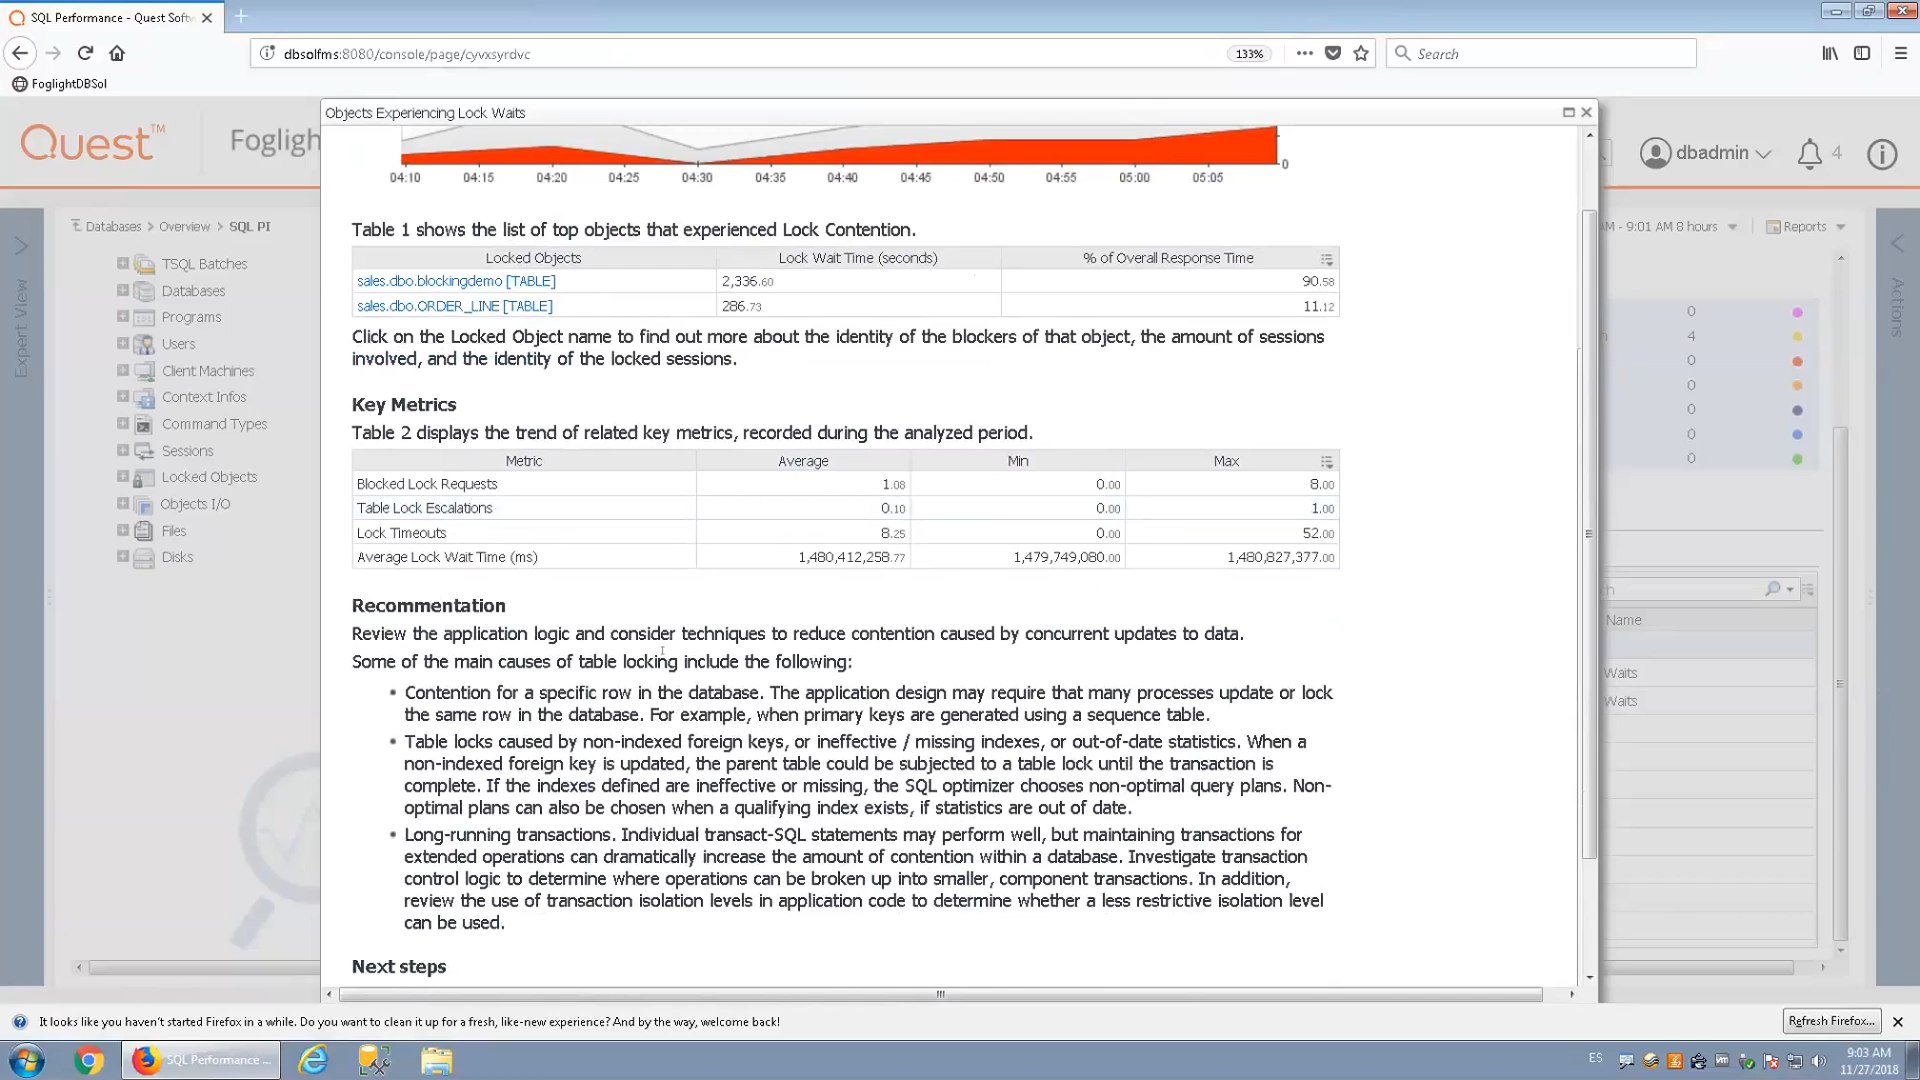 SQL Performance - Quest Softw
dbsolfms:8080/console/page/cyvxsyrdvc
133%
Search
FoglightDBSol
Objects Experiencing Lock Waits
Quest™
Fogligh
dbadmin
4
Databases > Overview > SQL PI
M - 9:01 AM 8 hours
Reports
Expert View
Actions
TSQL Batches
Databases
Programs
Users
Client Machines
Context Infos
Command Types
Sessions
Locked Objects
Objects I/O
Files
Disks
0
04:10 04:15 04:20 04:25 04:30 04:35 04:40 04:45 04:50 04:55 05:00 05:05
Table 1 shows the list of top objects that experienced Lock Contention.
Locked Objects Lock Wait Time (seconds) % of Overall Response Time
sales.dbo.blockingdemo [TABLE] 2,336.60 90.58
sales.dbo.ORDER_LINE [TABLE] 286.73 11.12
Click on the Locked Object name to find out more about the identity of the blockers of that object, the amount of sessions
involved, and the identity of the locked sessions.
Key Metrics
Table 2 displays the trend of related key metrics, recorded during the analyzed period.
Metric Average Min Max
Blocked Lock Requests 1.08 0.00 8.00
Table Lock Escalations 0.10 0.00 1.00
Lock Timeouts 8.25 0.00 52.00
Average Lock Wait Time (ms) 1,480,412,258.77 1,479,749,080.00 1,480,827,377.00
Recommentation
Review the application logic and consider techniques to reduce contention caused by concurrent updates to data.
Some of the main causes of table locking include the following:
• Contention for a specific row in the database. The application design may require that many processes update or lock
the same row in the database. For example, when primary keys are generated using a sequence table.
• Table locks caused by non-indexed foreign keys, or ineffective / missing indexes, or out-of-date statistics. When a
non-indexed foreign key is updated, the parent table could be subjected to a table lock until the transaction is
complete. If the indexes defined are ineffective or missing, the SQL optimizer chooses non-optimal query plans. Non-
optimal plans can also be chosen when a qualifying index exists, if statistics are out of date.
• Long-running transactions. Individual transact-SQL statements may perform well, but maintaining transactions for
extended operations can dramatically increase the amount of contention within a database. Investigate transaction
control logic to determine where operations can be broken up into smaller, component transactions. In addition,
review the use of transaction isolation levels in application code to determine whether a less restrictive isolation level
can be used.
Next steps
0
n 4
0
0
0
0
0
ch
Name
Waits
Waits
It looks like you haven't started Firefox in a while. Do you want to clean it up for a fresh, like-new experience? And by the way, welcome back!
Refresh Firefox...
SQL Performance ...
ES
9:03 AM
11/27/2018